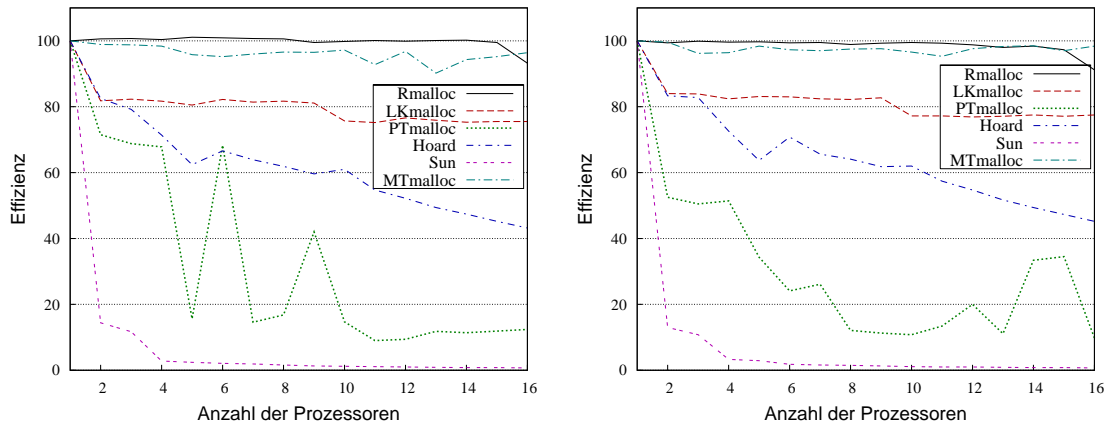 Effizienz
100
80
60
40
20
0
2 4 6 8 10 12 14 16
Anzahl der Prozessoren
Rmalloc
LKmalloc
PTmalloc
Hoard
Sun
MTmalloc
Effizienz
100
80
60
40
20
0
2 4 6 8 10 12 14 16
Anzahl der Prozessoren
Rmalloc
LKmalloc
PTmalloc
Hoard
Sun
MTmalloc